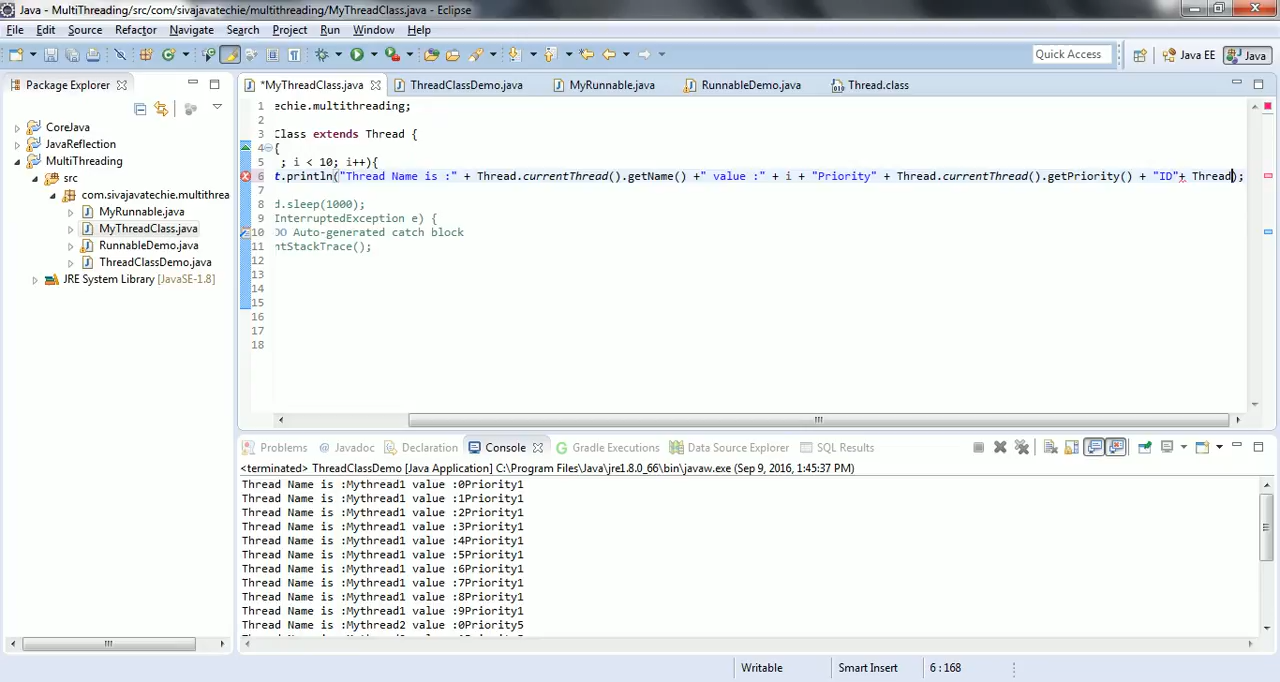 Java - MultiThreading/src/com/sivajavatechie/multithreading/MyThreadClass.java - Eclipse
File Edit Source Refactor Navigate Search Project Run Window Help
Quick Access Java EE Java
Package Explorer
*MyThreadClass.java ThreadClassDemo.java MyRunnable.java RunnableDemo.java Thread.class
CoreJava
JavaReflection
MultiThreading
src
com.sivajavatechie.multithrea
MyRunnable.java
MyThreadClass.java
RunnableDemo.java
ThreadClassDemo.java
JRE System Library [JavaSE-1.8]
1 echie.multithreading;
2
3 Class extends Thread {
4 {
5 ; i < 10; i++){
6 t.println("Thread Name is :" + Thread.currentThread().getName() +" value :" + i + "Priority" + Thread.currentThread().getPriority() + "ID"+ Thread);
7
8 d.sleep(1000);
9 InterruptedException e) {
10 DO Auto-generated catch block
11 ntStackTrace();
12
13
14
15
16
17
18
Problems Javadoc Declaration Console Gradle Executions Data Source Explorer SQL Results
<terminated> ThreadClassDemo [Java Application] C:\Program Files\Java\jre1.8.0_66\bin\javaw.exe (Sep 9, 2016, 1:45:37 PM)
Thread Name is :Mythread1 value :0Priority1
Thread Name is :Mythread1 value :1Priority1
Thread Name is :Mythread1 value :2Priority1
Thread Name is :Mythread1 value :3Priority1
Thread Name is :Mythread1 value :4Priority1
Thread Name is :Mythread1 value :5Priority1
Thread Name is :Mythread1 value :6Priority1
Thread Name is :Mythread1 value :7Priority1
Thread Name is :Mythread1 value :8Priority1
Thread Name is :Mythread1 value :9Priority1
Thread Name is :Mythread2 value :0Priority5
Writable Smart Insert 6 : 168